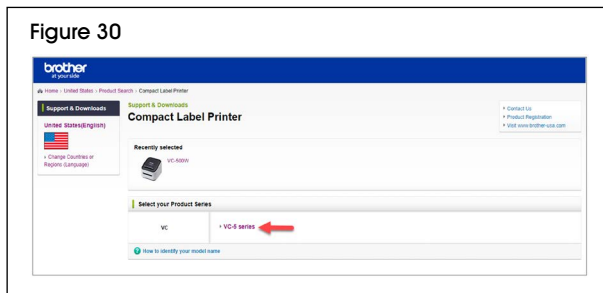 Figure 30
brother
at your side
Home › United States › Product Search › Compact Label Printer
Support & Downloads
United States(English)
› Change Countries or
Regions (Language)
Support & Downloads
Compact Label Printer
› Contact Us
› Product Registration
› Visit www.brother-usa.com
Recently selected
VC-500W
Select your Product Series
VC
› VC-5 series
? How to identify your model name